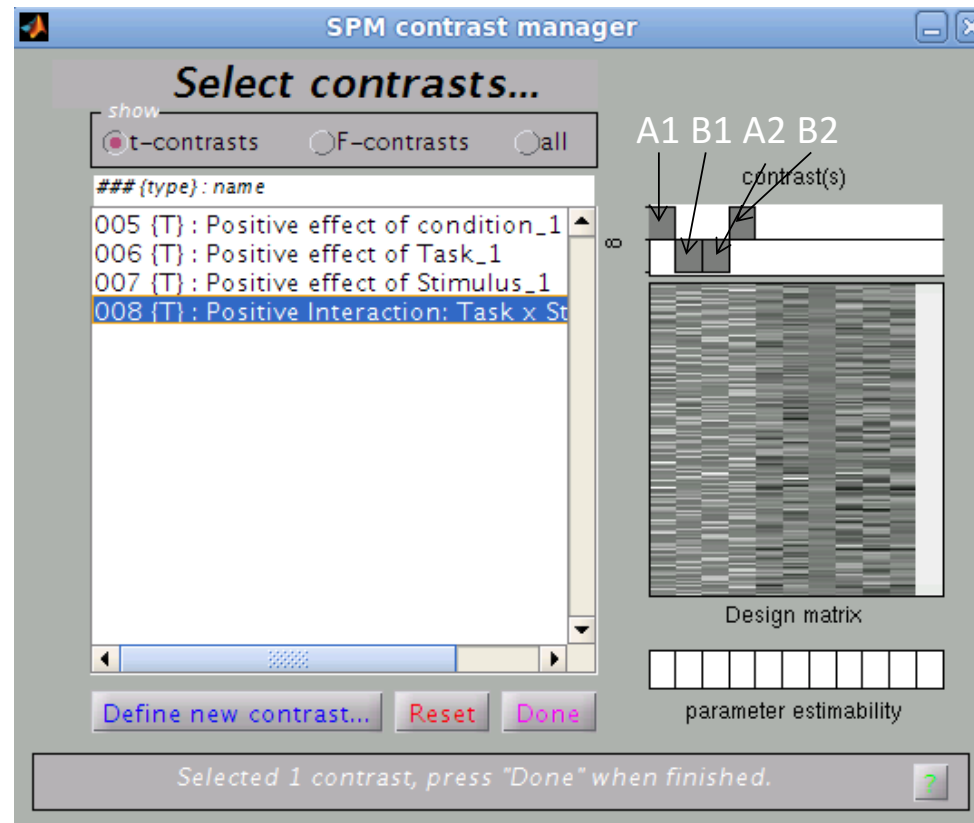 SPM contrast manager
Select contrasts...
show
t-contrasts F-contrasts all
### {type} : name
005 {T} : Positive effect of condition_1
006 {T} : Positive effect of Task_1
007 {T} : Positive effect of Stimulus_1
008 {T} : Positive Interaction: Task x St
Define new contrast... Reset Done
A1 B1 A2 B2
contrast(s)
8
Design matrix
parameter estimability
Selected 1 contrast, press "Done" when finished.
?